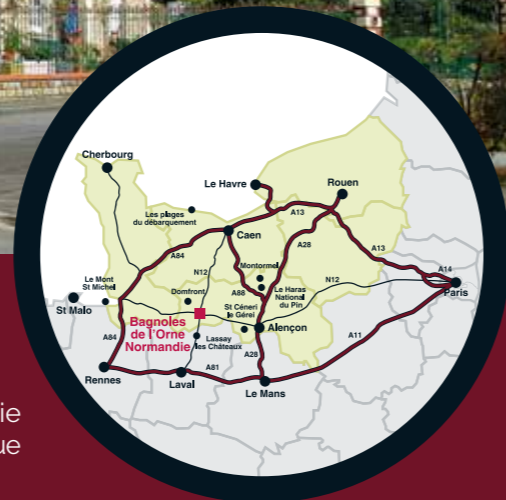 Cherbourg
Le Havre
Rouen
Les plages
du débarquement
A13
Caen
A28
A84
A13
N12
Montormel
A14
Le Mont
St Michel
Domfront
A88
Le Haras
National
du Pin
N12
Paris
St Malo
St Céneri
le Gérei
Bagnoles
de l'Orne
Normandie
Alençon
A84
Lassay
les Châteaux
A28
A11
Rennes
A81
Laval
Le Mans
ie
ue